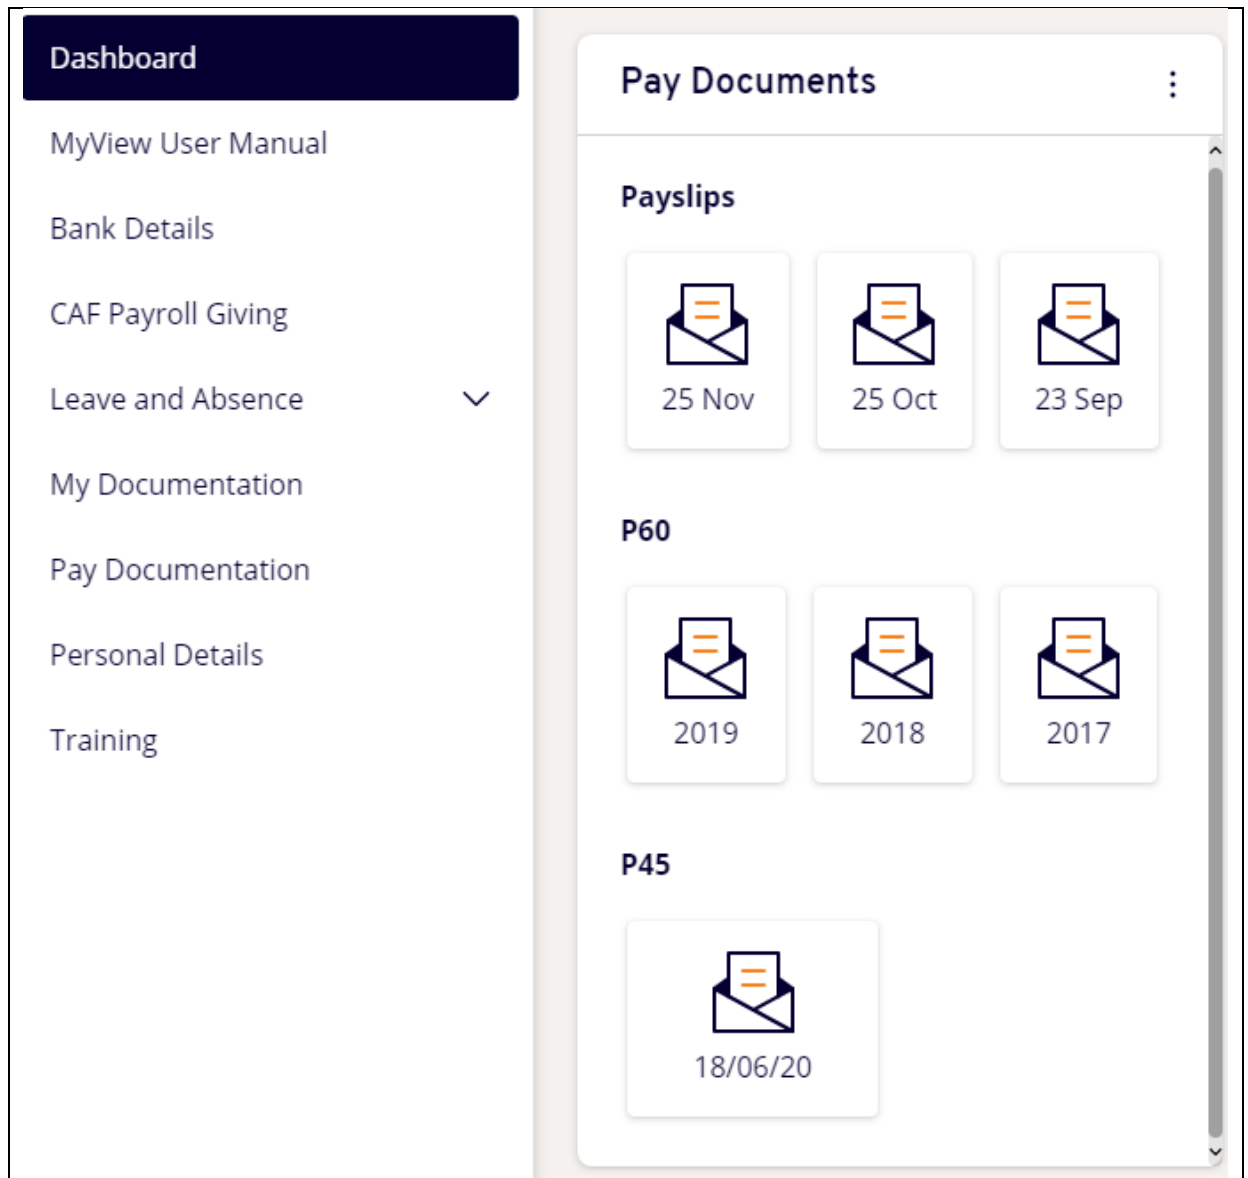 Dashboard
MyView User Manual
Bank Details
CAF Payroll Giving
Leave and Absence
My Documentation
Pay Documentation
Personal Details
Training
Pay Documents
Payslips
25 Nov
25 Oct
23 Sep
P60
2019
2018
2017
P45
18/06/20